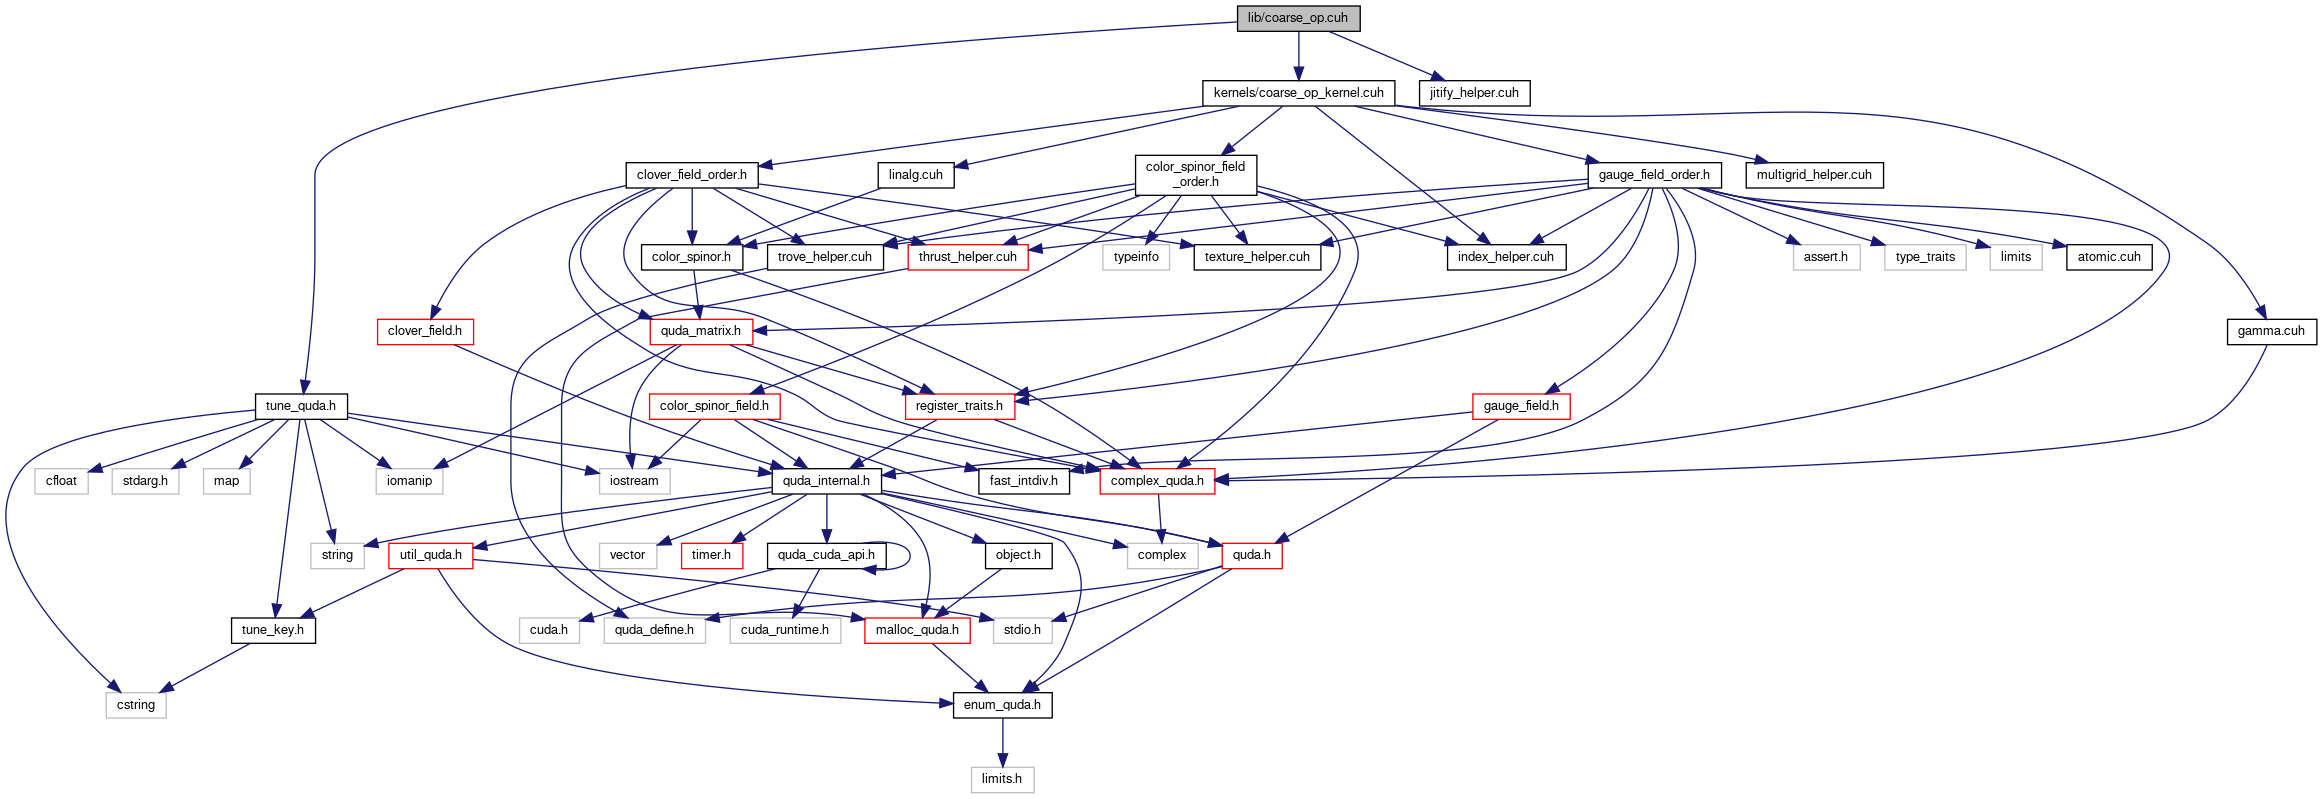 lib/coarse_op.cuh
kernels/coarse_op_kernel.cuh
jitify_helper.cuh
clover_field_order.h
linalg.cuh
color_spinor_field
_order.h
gauge_field_order.h
multigrid_helper.cuh
color_spinor.h
trove_helper.cuh
thrust_helper.cuh
typeinfo
texture_helper.cuh
index_helper.cuh
assert.h
type_traits
limits
atomic.cuh
clover_field.h
quda_matrix.h
gamma.cuh
tune_quda.h
color_spinor_field.h
register_traits.h
gauge_field.h
cfloat
stdarg.h
map
iomanip
iostream
quda_internal.h
fast_intdiv.h
complex_quda.h
string
util_quda.h
vector
timer.h
quda_cuda_api.h
object.h
complex
quda.h
tune_key.h
cuda.h
quda_define.h
cuda_runtime.h
malloc_quda.h
stdio.h
cstring
enum_quda.h
limits.h